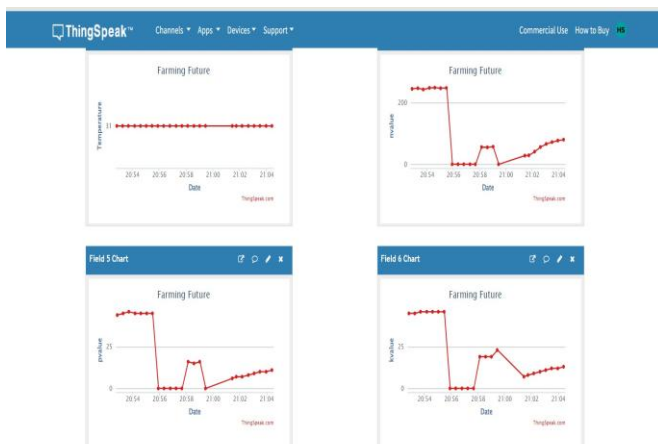 ThingSpeak™ Channels Apps Devices Support Commercial Use How to Buy HS
Farming Future
Temperature
31
20:54 20:56 20:58 21:00 21:02 21:04
Date
ThingSpeak.com
Farming Future
nvalue
200
0
20:54 20:56 20:58 21:00 21:02 21:04
Date
ThingSpeak.com
Field 5 Chart
Farming Future
pvalue
25
0
20:54 20:56 20:58 21:00 21:02 21:04
Date
ThingSpeak.com
Field 6 Chart
Farming Future
kvalue
25
0
20:54 20:56 20:58 21:00 21:02 21:04
Date
ThingSpeak.com